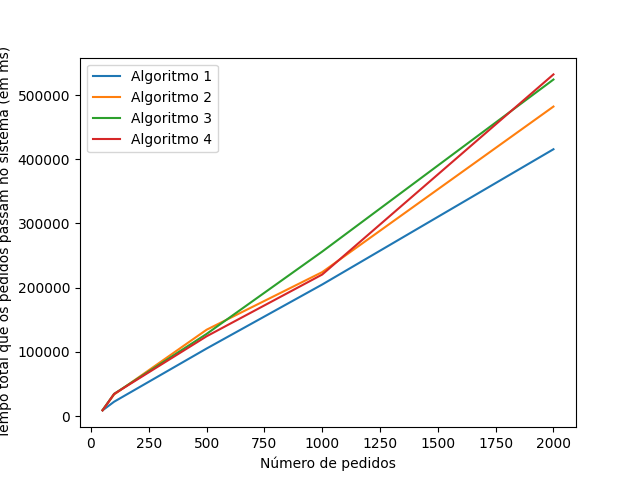 Tempo total que os pedidos passam no sistema (em ms)
500000
400000
300000
200000
100000
0
Algoritmo 1
Algoritmo 2
Algoritmo 3
Algoritmo 4
0 250 500 750 1000 1250 1500 1750 2000
Número de pedidos